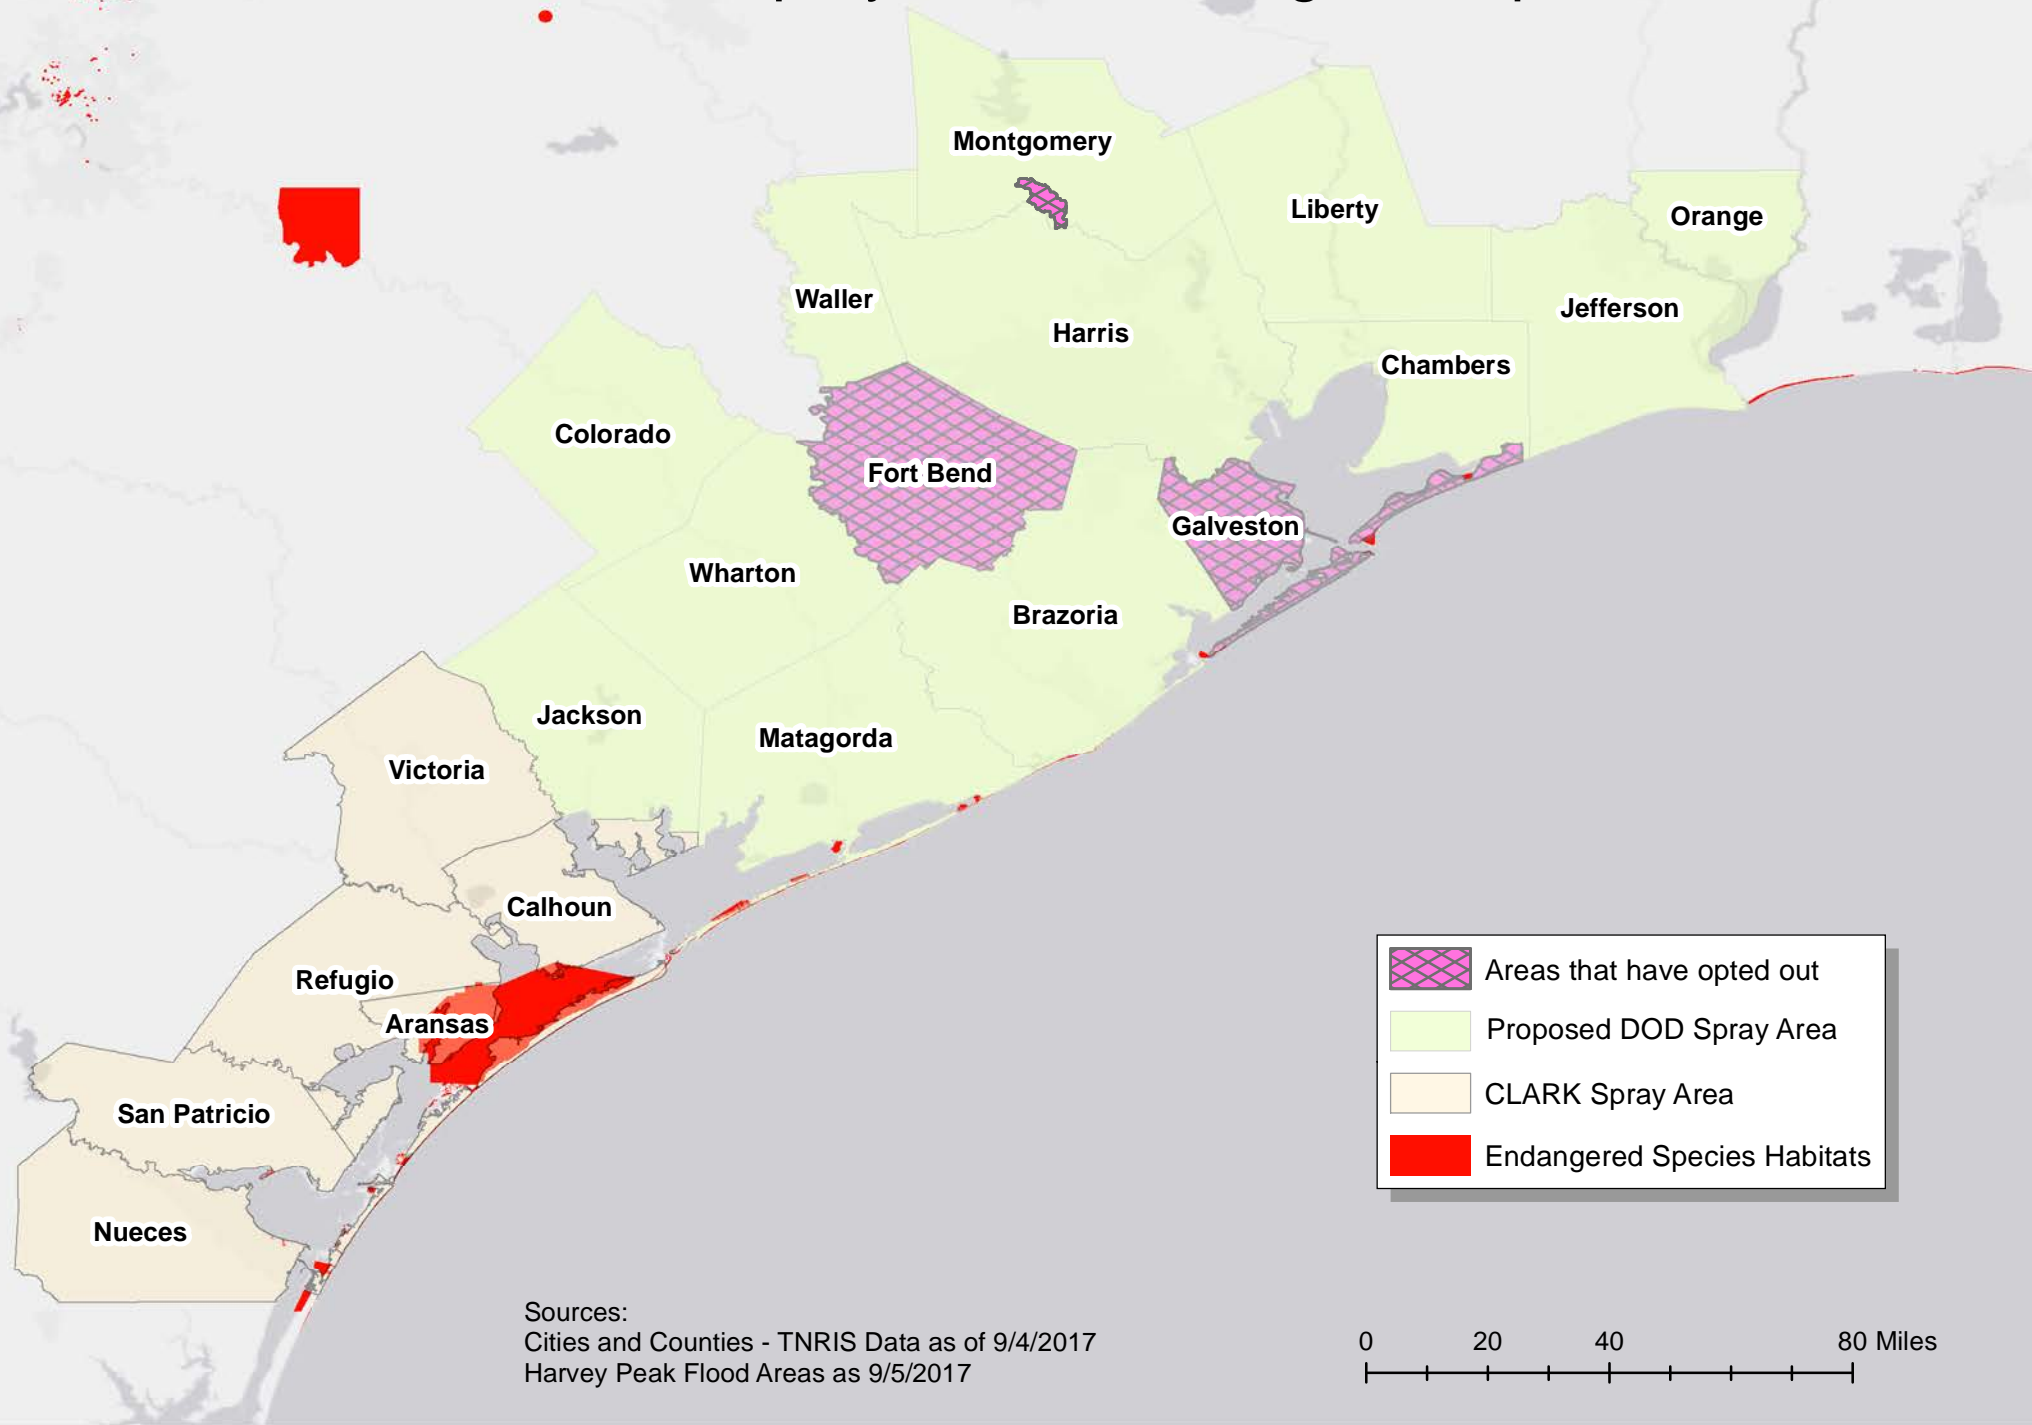 Montgomery
Liberty
Orange
Waller
Harris
Jefferson
Chambers
Colorado
Fort Bend
Galveston
Wharton
Brazoria
Jackson
Matagorda
Victoria
Calhoun
Refugio
Aransas
San Patricio
Nueces
Areas that have opted out
Proposed DOD Spray Area
CLARK Spray Area
Endangered Species Habitats
Sources:
Cities and Counties - TNRIS Data as of 9/4/2017
Harvey Peak Flood Areas as 9/5/2017
0 20 40 80 Miles